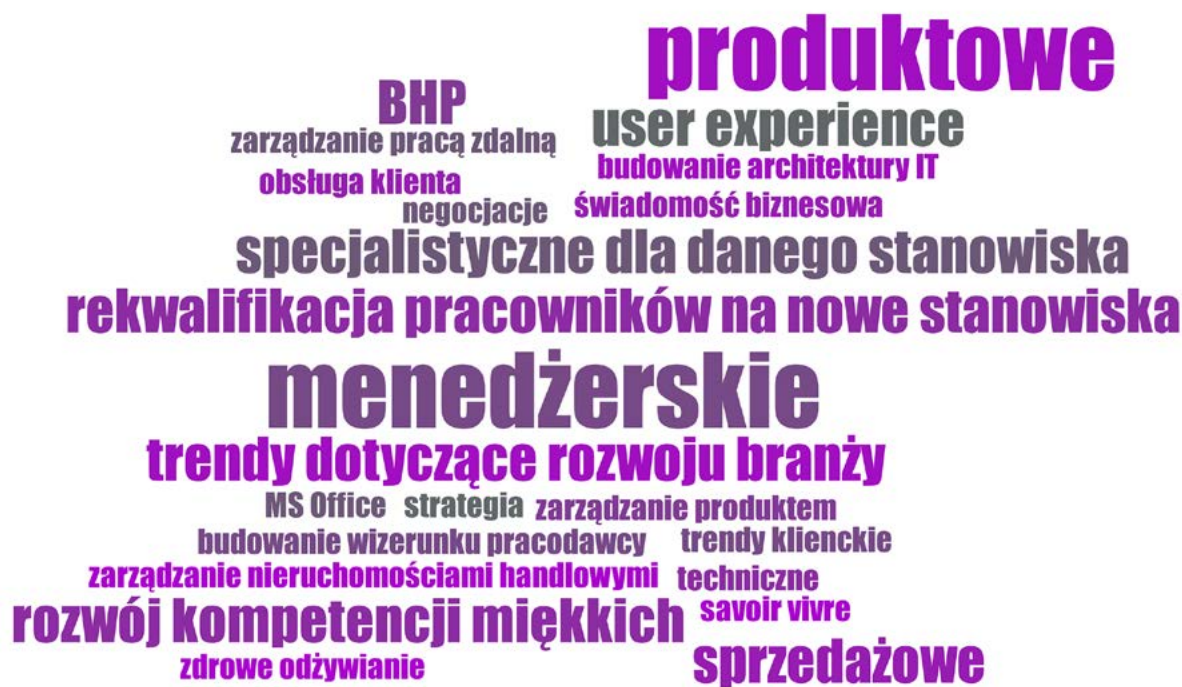 produktowe
BHP
user experience
zarządzanie pracą zdalną
budowanie architektury IT
obsługa klienta
świadomość biznesowa
negocjacje
specjalistyczne dla danego stanowiska
rekwalifikacja pracowników na nowe stanowiska
menedżerskie
trendy dotyczące rozwoju branży
MS Office strategia zarządzanie produktem
budowanie wizerunku pracodawcy trendy klienckie
zarządzanie nieruchomościami handlowymi techniczne
rozwój kompetencji miękkich savoir vivre
zdrowe odżywianie sprzedażowe